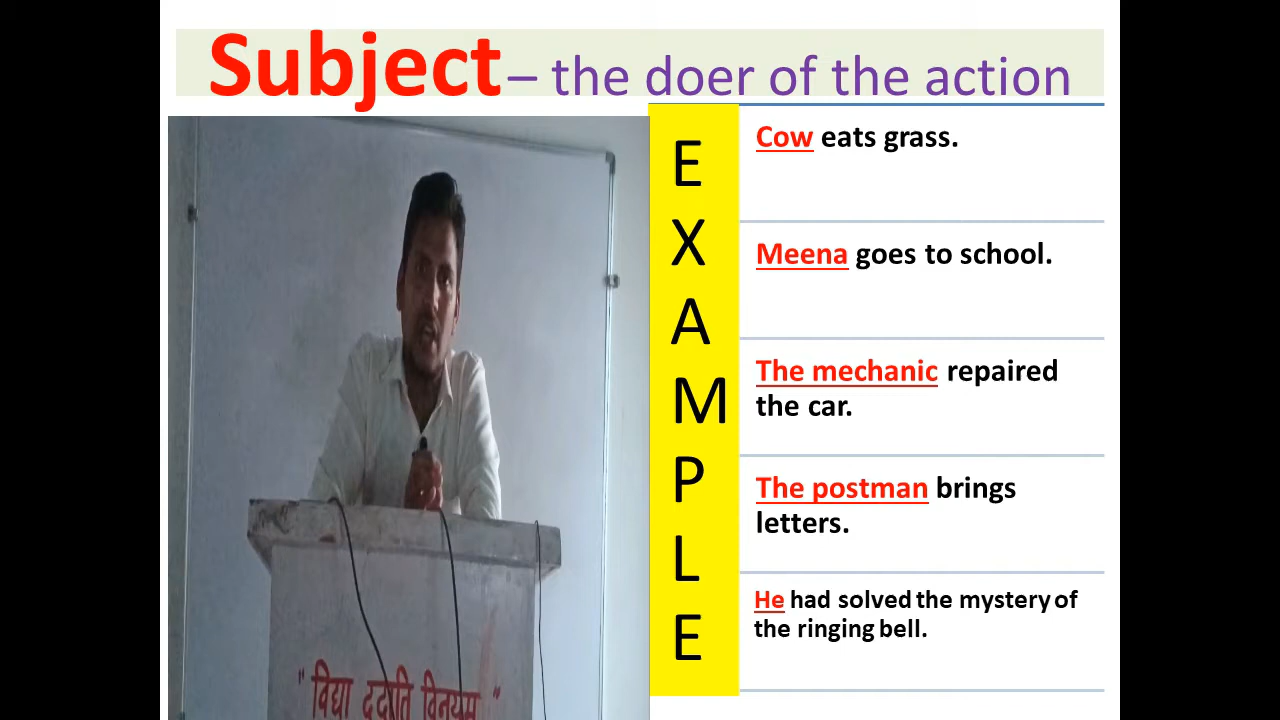 Subject – the doer of the action
E
X
A
M
P
L
E
Cow eats grass.
Meena goes to school.
The mechanic repaired
the car.
The postman brings
letters.
He had solved the mystery of
the ringing bell.
" विद्या ददाति विनयम "